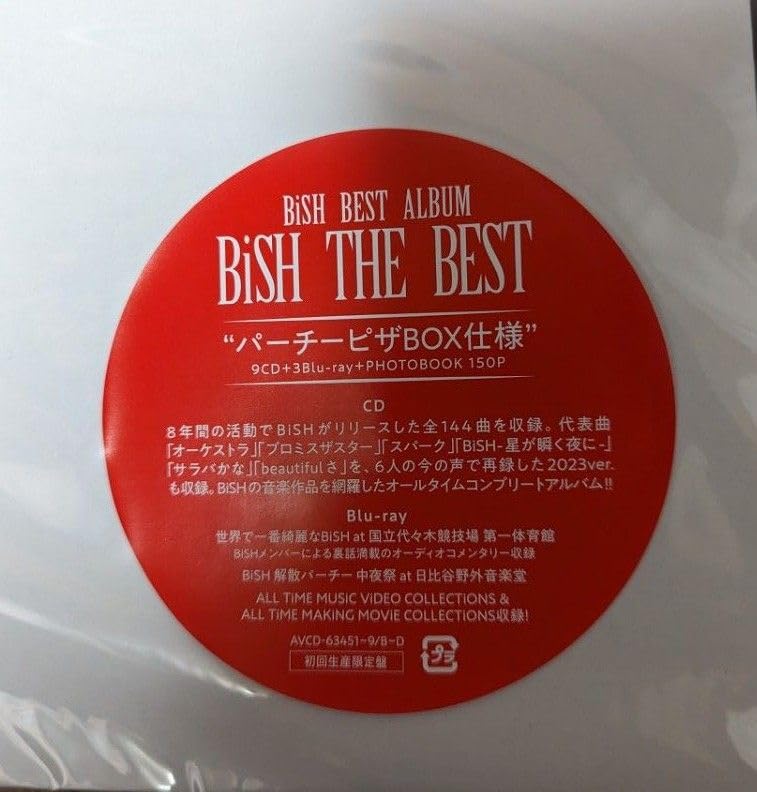 BiSH BEST ALBUM
BiSH THE BEST
“パーチーピザBOX仕様”
9CD+3Blu-ray+PHOTOBOOK 150P
CD
8年間の活動でBiSHがリリースした全144曲を収録。代表曲
「オーケストラ」「プロミスザスター」「スパーク」「BiSH-星が瞬く夜に-」
「サラバかな」「beautifulさ」を、6人の今の声で再録した2023ver.
も収録。BiSHの音楽作品を網羅したオールタイムコンプリートアルバム!!
Blu-ray
世界で一番綺麗なBiSH at 国立代々木競技場 第一体育館
BiSHメンバーによる裏話満載のオーディオコメンタリー収録
BiSH 解散パーチー 中夜祭 at 日比谷野外音楽堂
ALL TiME MUSiC ViDEO COLLECTiONS &
ALL TiME MAKiNG MOViE COLLECTiONS収録!
AVCD-63451~9/B~D
初回生産限定盤
プラ